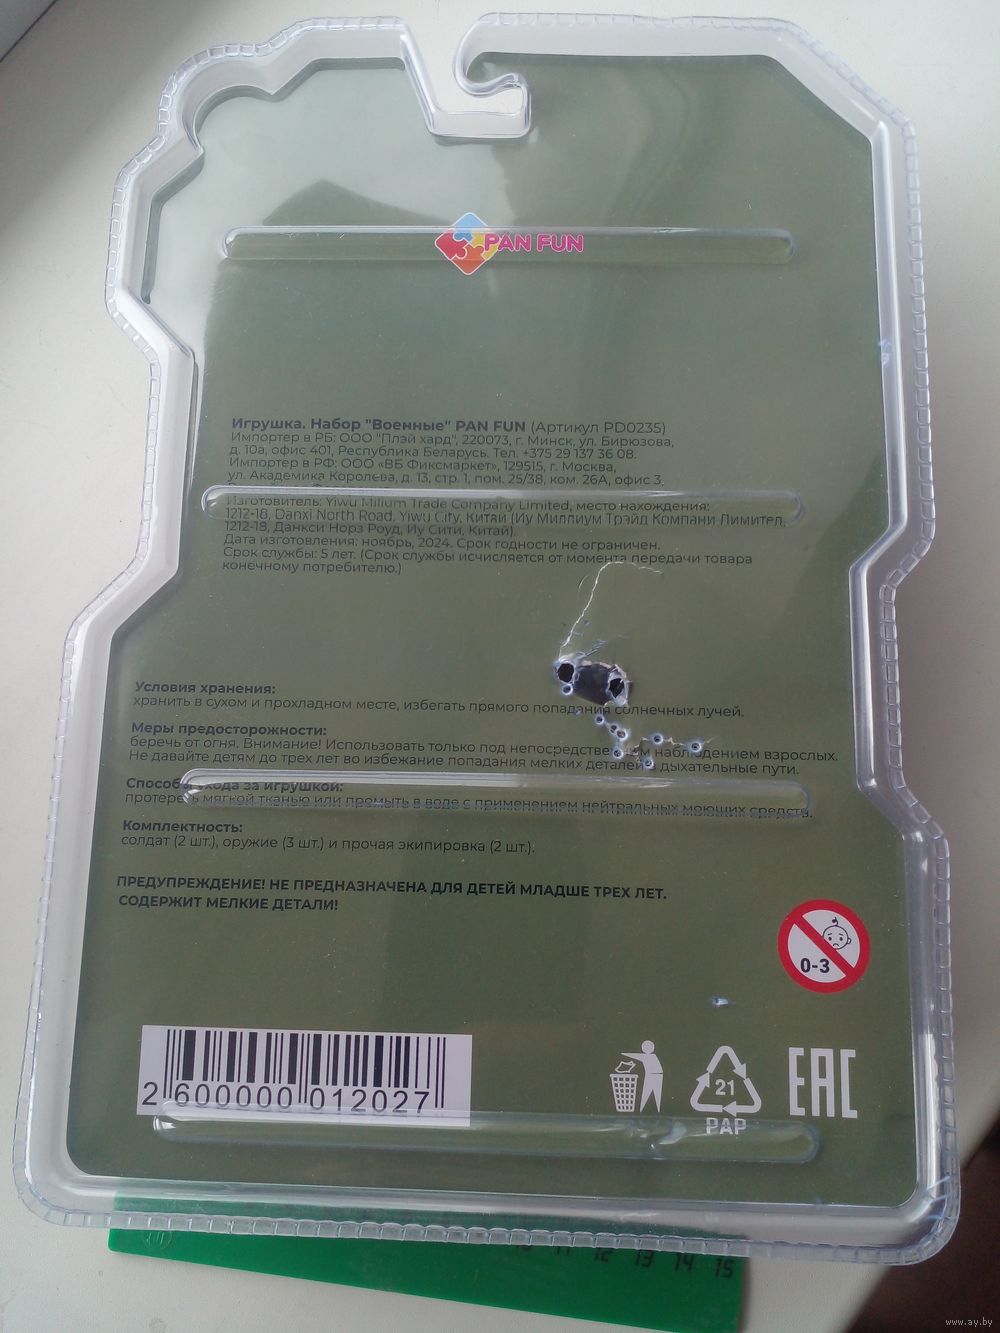 PAN FUN
Игрушка. Набор "Военные" PAN FUN (Артикул PD0235)
Импортер в РБ: ООО "Плэй хард", 220073, г. Минск, ул. Бирюзова,
д. 10а, офис 401, Республика Беларусь. Тел. +375 29 137 36 08.
Импортер в РФ: ООО «ВБ Фиксмаркет», 129515, г. Москва,
ул. Академика Королева, д. 13, стр. 1, пом. 25/38, ком. 26А, офис 3.
Изготовитель: Yiwu Milium Trade Company Limited, место нахождения:
1212-18, Danxi North Road, Yiwu City, Китай (Иу Миллиум Трэйд Компани Лимител,
1212-18, Данкси Норз Роуд, Иу Сити, Китай).
Дата изготовления: ноябрь, 2024. Срок годности не ограничен.
Срок службы: 5 лет. (Срок службы исчисляется от момента передачи товара
конечному потребителю.)
Условия хранения:
хранить в сухом и прохладном месте, избегать прямого попадания солнечных лучей.
Меры предосторожности:
беречь от огня. Внимание! Использовать только под непосредстве м наблюдением взрослых.
Не давайте детям до трех лет во избежание попадания мелких деталей дыхательные пути.
Способы ухода за игрушкой:
протереть мягкой тканью или промыть в воде с применением нейтральных моющих средств.
Комплектность:
солдат (2 шт.), оружие (3 шт.) и прочая экипировка (2 шт.).
ПРЕДУПРЕЖДЕНИЕ! НЕ ПРЕДНАЗНАЧЕНА ДЛЯ ДЕТЕЙ МЛАДШЕ ТРЕХ ЛЕТ.
СОДЕРЖИТ МЕЛКИЕ ДЕТАЛИ!
0-3
2 600000 012027
21
PAP
EAC
11 12 13 14 15
www.ay.by